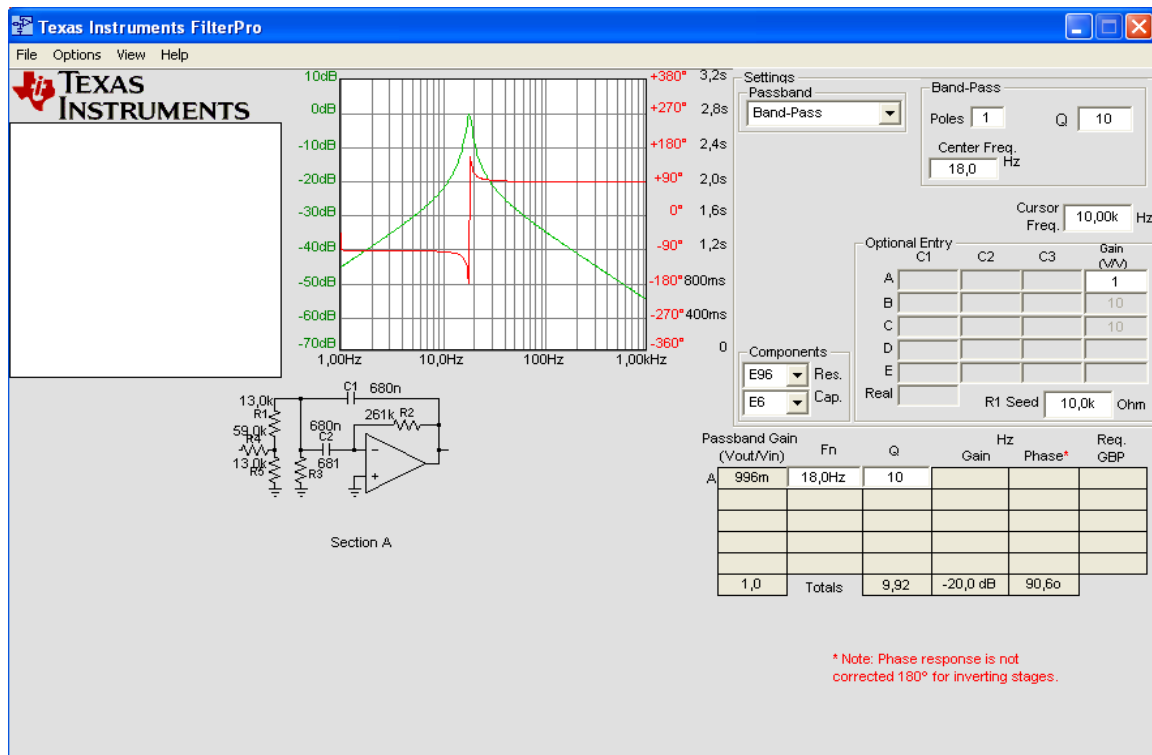 Texas Instruments FilterPro
File Options View Help
TEXAS
INSTRUMENTS
10dB
0dB
-10dB
-20dB
-30dB
-40dB
-50dB
-60dB
-70dB
1,00Hz 10,0Hz 100Hz 1,00kHz
+380° 3,2s
+270° 2,8s
+180° 2,4s
+90° 2,0s
0° 1,6s
-90° 1,2s
-180° 800ms
-270° 400ms
-360° 0
Settings
Passband
Band-Pass
Band-Pass
Poles 1 Q 10
Center Freq.
18,0 Hz
Cursor
Freq. 10,00k Hz
Optional Entry
C1 C2 C3 Gain
(V/V)
A 1
B 10
C 10
D
E
Real
R1 Seed 10,0k Ohm
Components
E96 Res.
E6 Cap.
C1 680n
13,0k
R1
261k R2
59,0k
R4
680n
C2
13,0k
R5
681
R3
Section A
Passband Gain
(Vout/Vin) Fn Q Hz Req.
Gain Phase* GBP
A 996m 18,0Hz 10
1,0 Totals 9,92 -20,0 dB 90,6o
* Note: Phase response is not
corrected 180° for inverting stages.